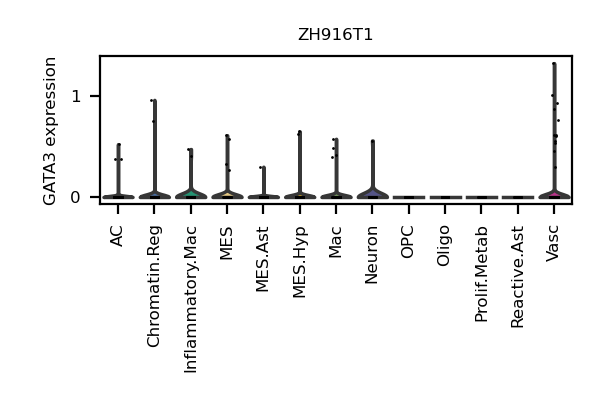 ZH916T1
GATA3 expression
1
0
AC
Chromatin.Reg
Inflammatory.Mac
MES
MES.Ast
MES.Hyp
Mac
Neuron
OPC
Oligo
Prolif.Metab
Reactive.Ast
Vasc